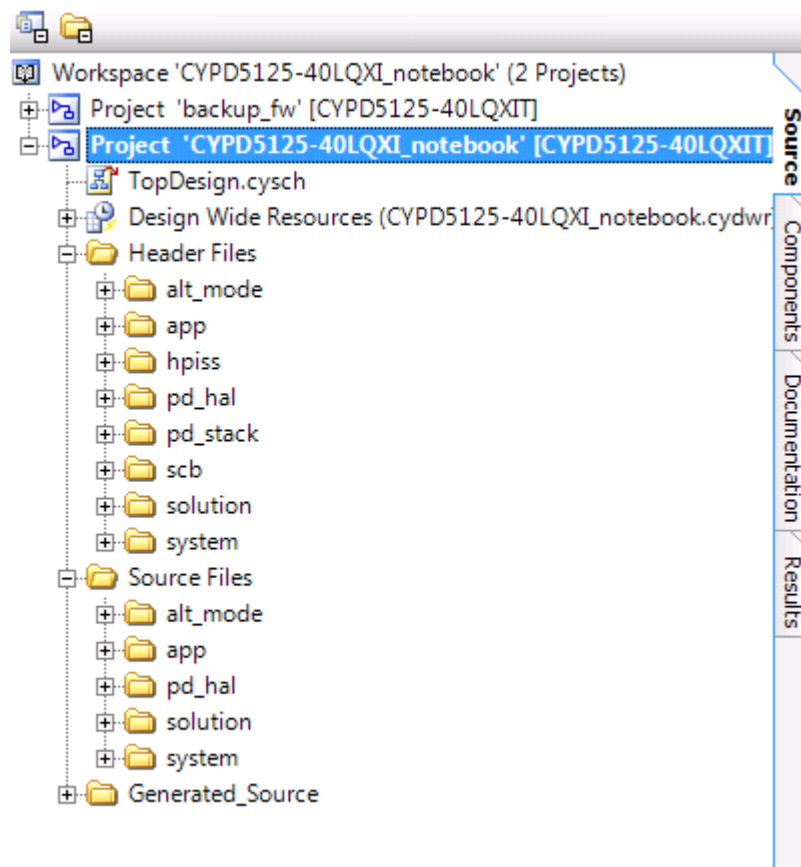 Workspace 'CYPD5125-40LQXI_notebook' (2 Projects)
Project 'backup_fw' [CYPD5125-40LQXIT]
Project 'CYPD5125-40LQXI_notebook' [CYPD5125-40LQXIT]
TopDesign.cysch
Design Wide Resources (CYPD5125-40LQXI_notebook.cydwr)
Header Files
alt_mode
app
hpiss
pd_hal
pd_stack
scb
solution
system
Source Files
alt_mode
app
pd_hal
solution
system
Generated_Source
Source
Components
Documentation
Results